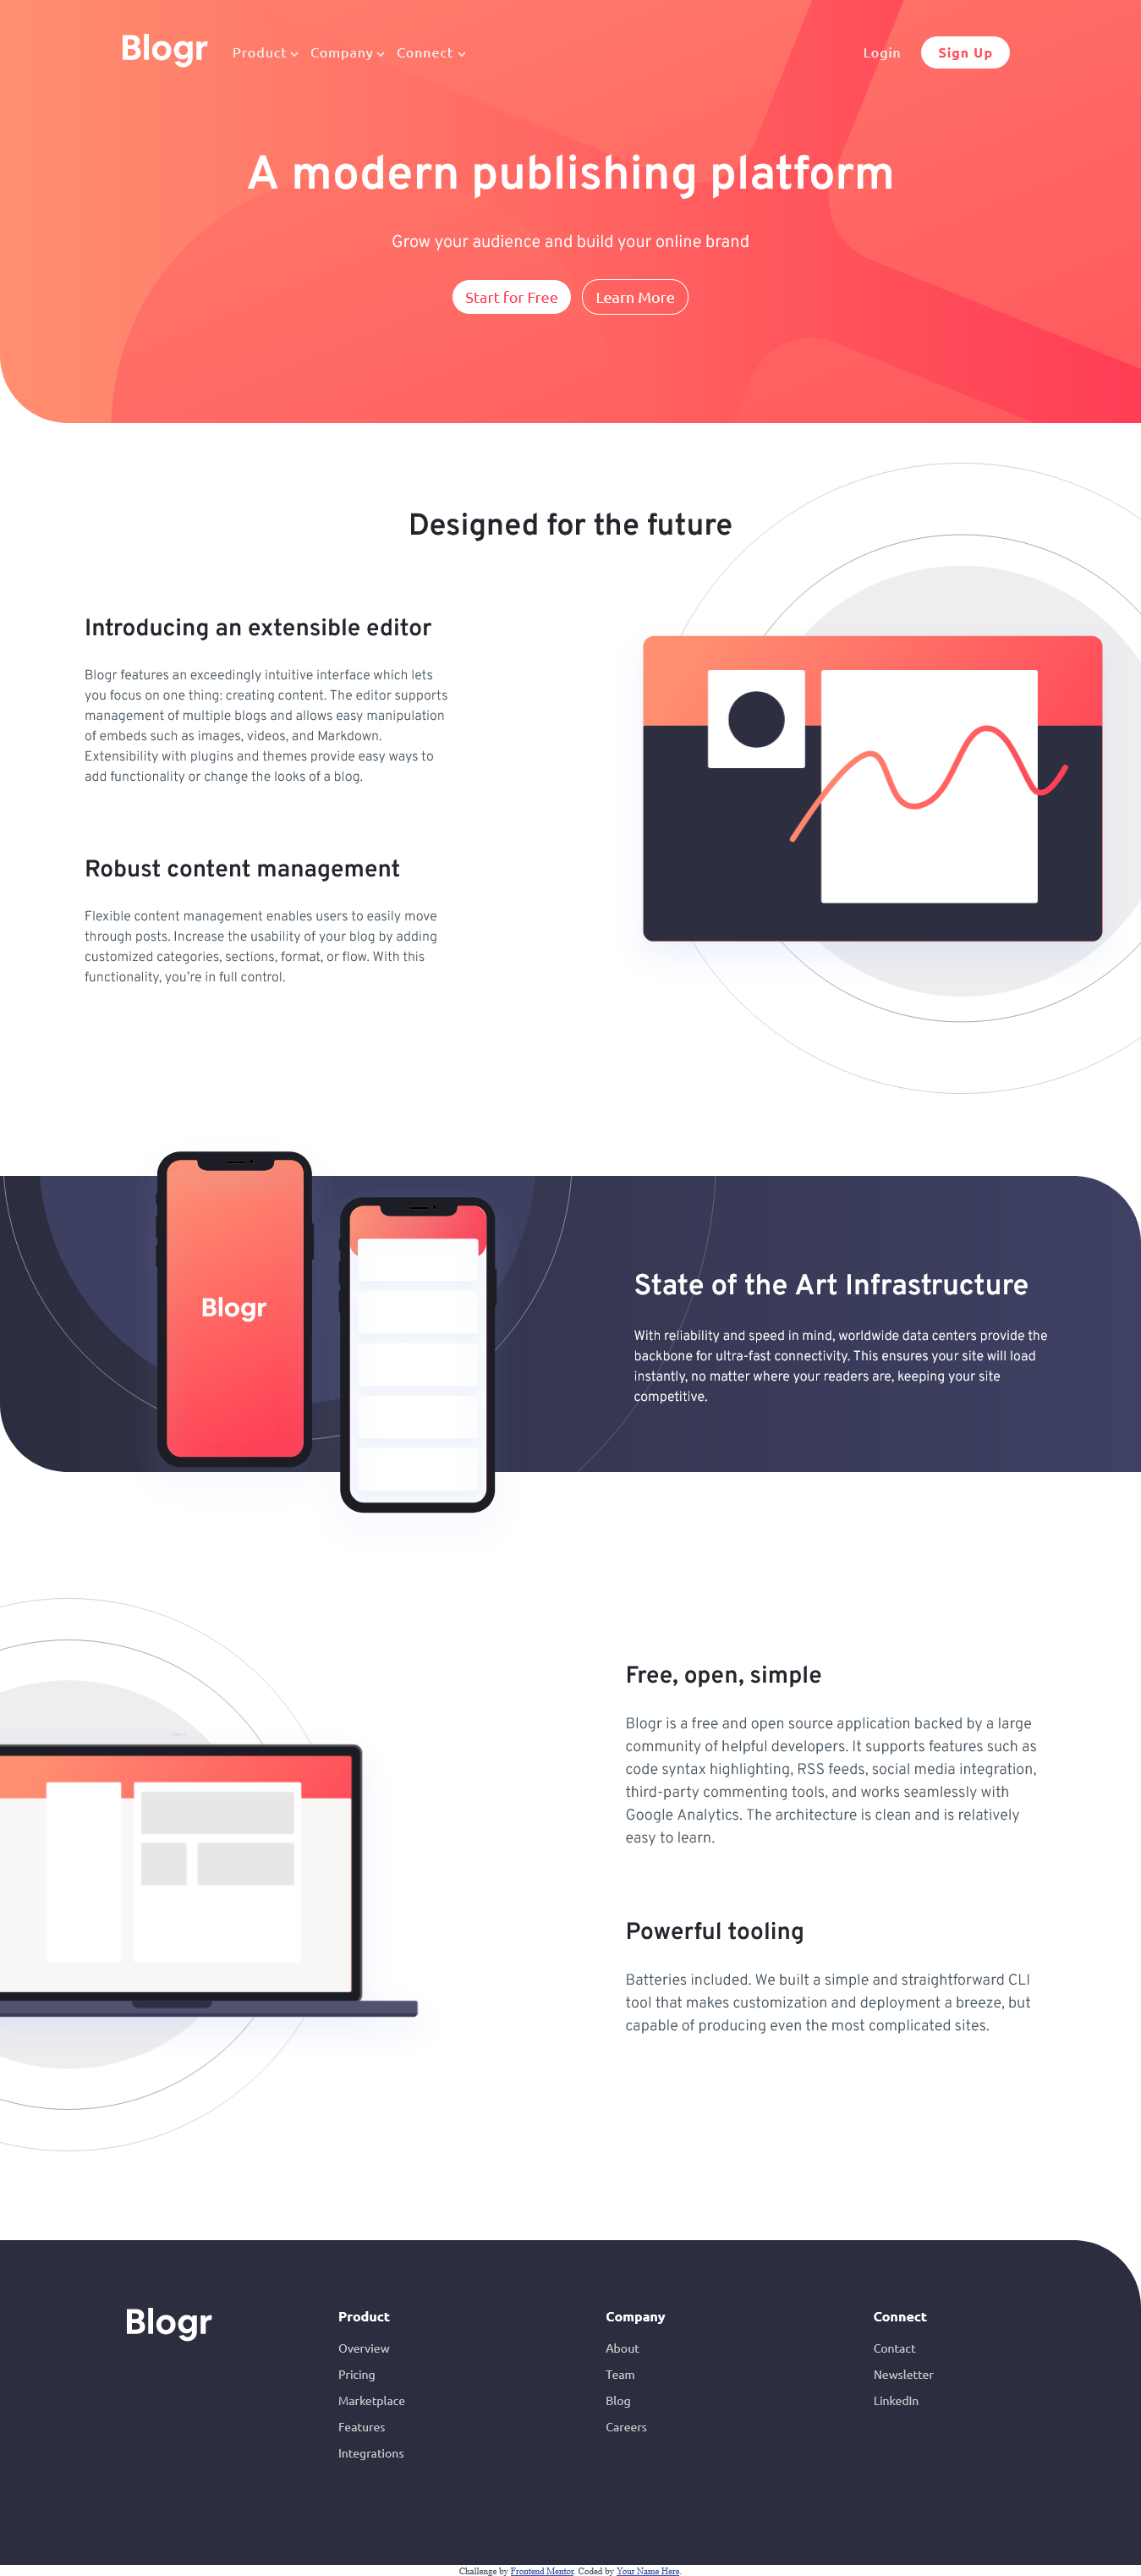 Blogr Product Company Connect Login Sign Up
A modern publishing platform
Grow your audience and build your online brand
Start for Free Learn More
Designed for the future
Introducing an extensible editor
Blogr features an exceedingly intuitive interface which lets
you focus on one thing: creating content. The editor supports
management of multiple blogs and allows easy manipulation
of embeds such as images, videos, and Markdown.
Extensibility with plugins and themes provide easy ways to
add functionality or change the looks of a blog.
Robust content management
Flexible content management enables users to easily move
through posts. Increase the usability of your blog by adding
customized categories, sections, format, or flow. With this
functionality, you’re in full control.
Blogr
State of the Art Infrastructure
With reliability and speed in mind, worldwide data centers provide the
backbone for ultra-fast connectivity. This ensures your site will load
instantly, no matter where your readers are, keeping your site
competitive.
Free, open, simple
Blogr is a free and open source application backed by a large
community of helpful developers. It supports features such as
code syntax highlighting, RSS feeds, social media integration,
third-party commenting tools, and works seamlessly with
Google Analytics. The architecture is clean and is relatively
easy to learn.
Powerful tooling
Batteries included. We built a simple and straightforward CLI
tool that makes customization and deployment a breeze, but
capable of producing even the most complicated sites.
Blogr
Product
Overview
Pricing
Marketplace
Features
Integrations
Company
About
Team
Blog
Careers
Connect
Contact
Newsletter
LinkedIn
Challenge by Frontend Mentor. Coded by Your Name Here.